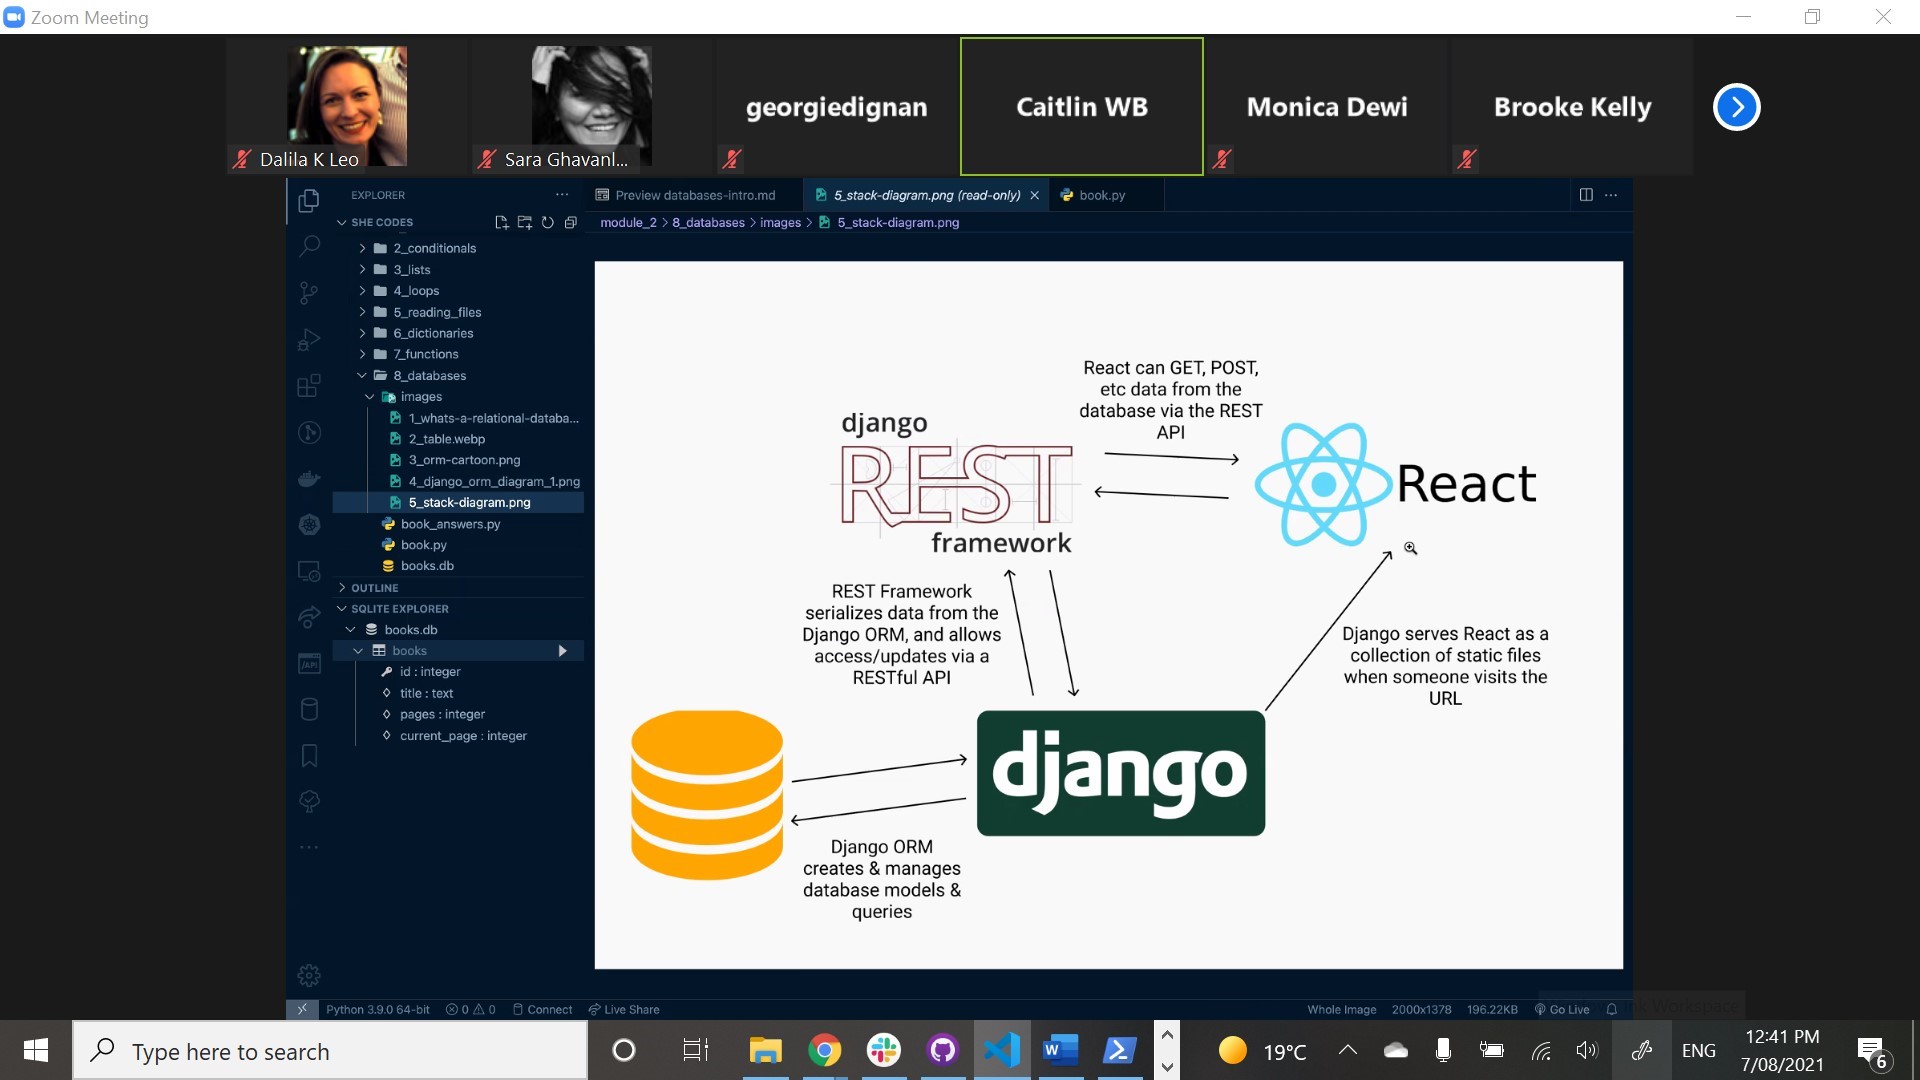 Zoom Meeting
Dalila K Leo
Sara Ghavanl...
georgiedignan
Caitlin WB
Monica Dewi
Brooke Kelly
EXPLORER
SHE CODES
2_conditionals
3_lists
4_loops
5_reading_files
6_dictionaries
7_functions
8_databases
images
1_whats-a-relational-databa...
2_table.webp
3_orm-cartoon.png
4_django_orm_diagram_1.png
5_stack-diagram.png
book_answers.py
book.py
books.db
OUTLINE
SQLITE EXPLORER
books.db
books
id : integer
title : text
pages : integer
current_page : integer
Preview databases-intro.md
5_stack-diagram.png (read-only)
book.py
module_2 > 8_databases > images > 5_stack-diagram.png
React can GET, POST,
etc data from the
database via the REST
API
django
REST
framework
React
REST Framework
serializes data from the
Django ORM, and allows
access/updates via a
RESTful API
Django serves React as a
collection of static files
when someone visits the
URL
django
Django ORM
creates & manages
database models &
queries
Python 3.9.0 64-bit
0
0
Connect
Live Share
Whole Image
2000x1378
196.22KB
Go Live
Type here to search
19°C
ENG
12:41 PM
7/08/2021
6